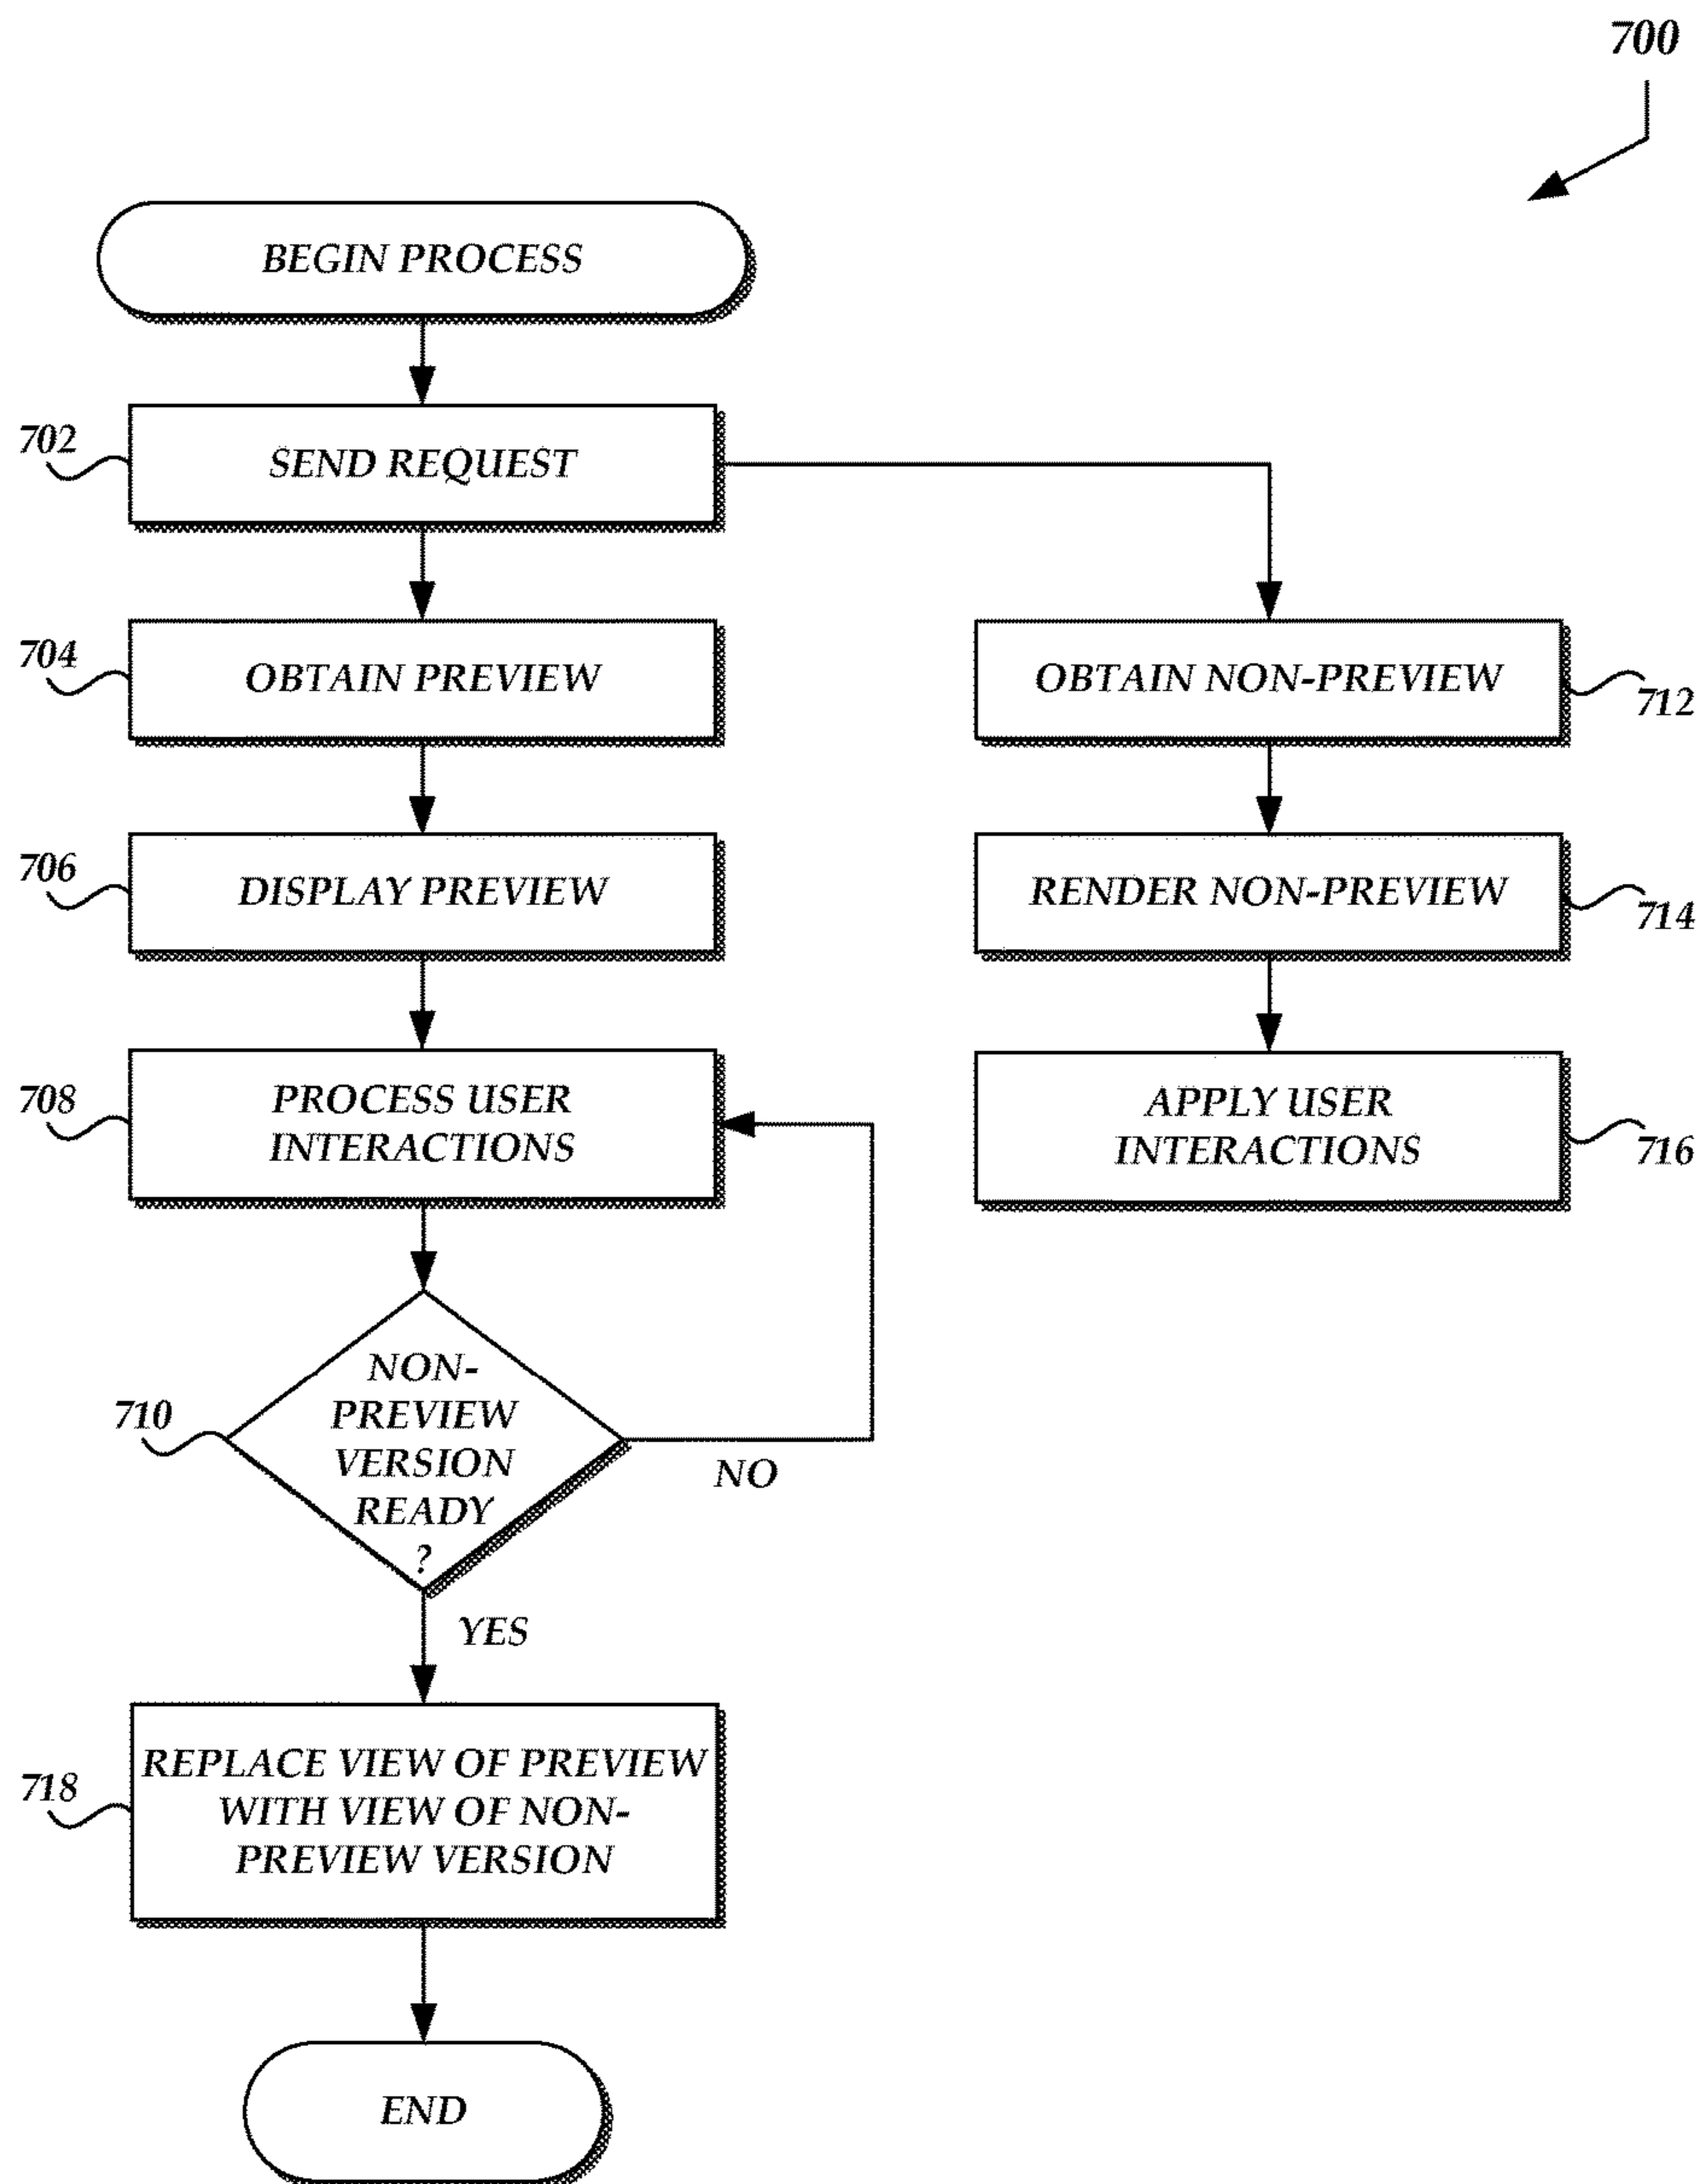 700
BEGIN PROCESS
702
SEND REQUEST
704
OBTAIN PREVIEW
OBTAIN NON-PREVIEW
712
706
DISPLAY PREVIEW
RENDER NON-PREVIEW
714
708
PROCESS USER
INTERACTIONS
APPLY USER
INTERACTIONS
716
710
NON-
PREVIEW
VERSION
READY
?
NO
YES
718
REPLACE VIEW OF PREVIEW
WITH VIEW OF NON-
PREVIEW VERSION
END